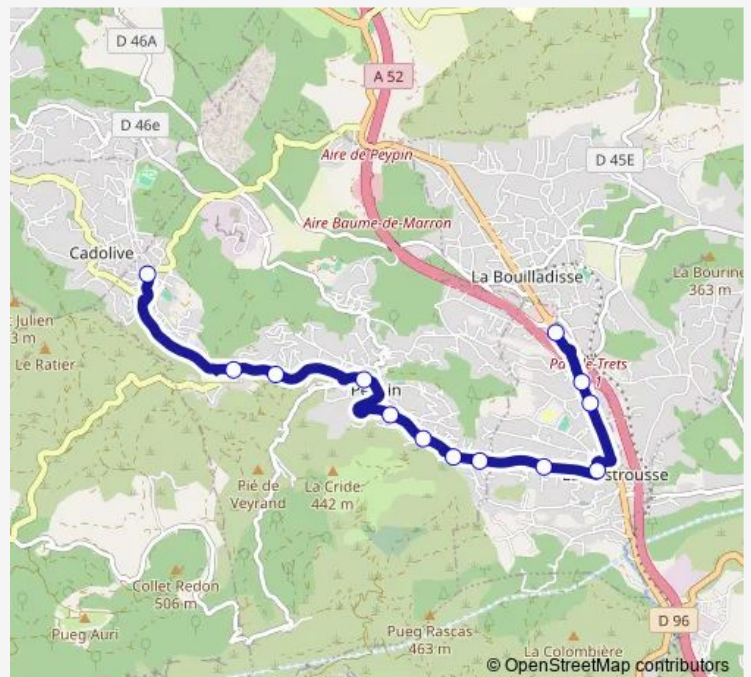 D 46A
A 52
D 46e
Aire de Peypin
D 45E
Aire Baume-de-Marron
Cadolive
La Bouilladisse
La Bourine
363 m
Julien
3 m
Le Ratier
Pié de
Veyrand
La Cride
442 m
Collet Redon
506 m
Pueg Auri
Pueg Rascas
463 m
La Colombière
D 96
© OpenStreetMap contributors